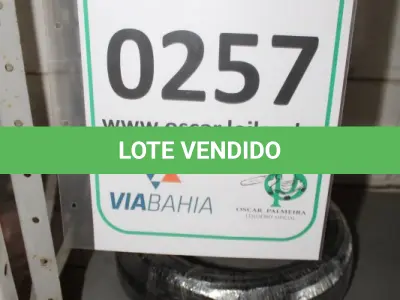 0257
LOTE VENDIDO
VIABAHIA
OSCAR PALMEIRA